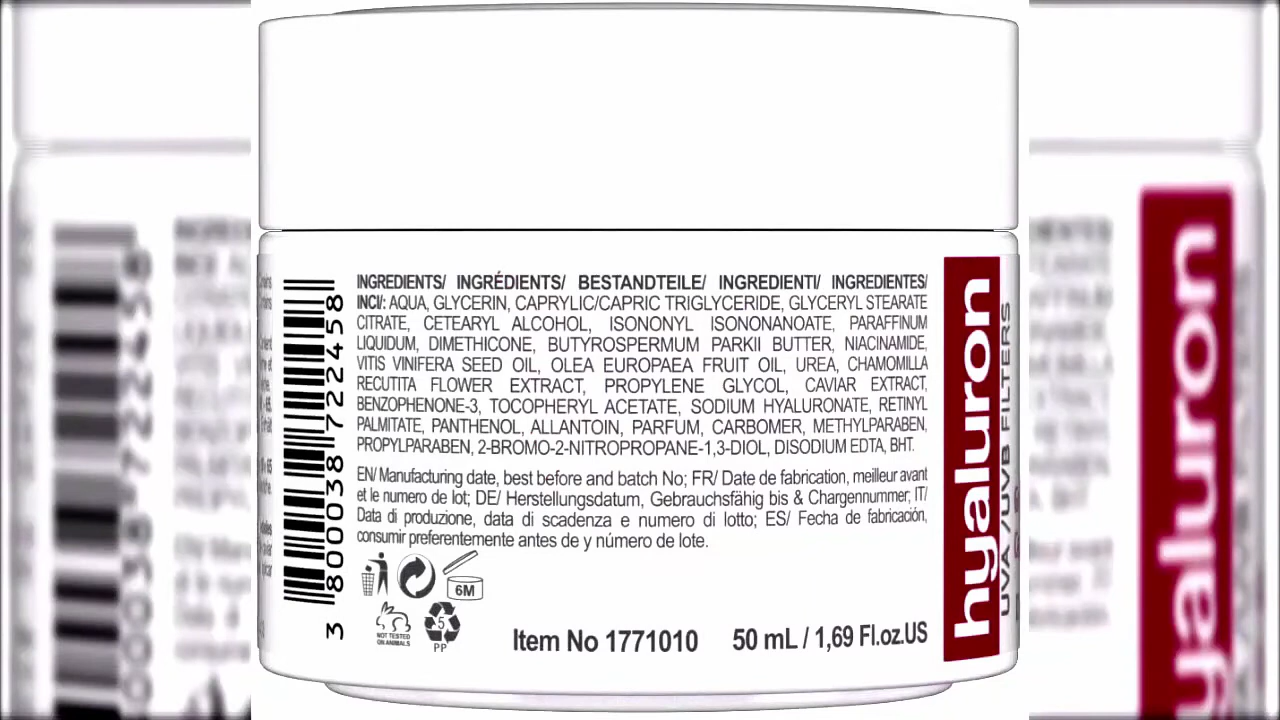 INGREDIENTS/ INGRÉDIENTS/ BESTANDTEILE/ INGREDIENTI/ INGREDIENTES/
INCI/: AQUA, GLYCERIN, CAPRYLIC/CAPRIC TRIGLYCERIDE, GLYCERYL STEARATE
CITRATE, CETEARYL ALCOHOL, ISONONYL ISONONANOATE, PARAFFINUM
LIQUIDUM, DIMETHICONE, BUTYROSPERMUM PARKII BUTTER, NIACINAMIDE,
VITIS VINIFERA SEED OIL, OLEA EUROPAEA FRUIT OIL, UREA, CHAMOMILLA
RECUTITA FLOWER EXTRACT, PROPYLENE GLYCOL, CAVIAR EXTRACT,
BENZOPHENONE-3, TOCOPHERYL ACETATE, SODIUM HYALURONATE, RETINYL
PALMITATE, PANTHENOL, ALLANTOIN, PARFUM, CARBOMER, METHYLPARABEN,
PROPYLPARABEN, 2-BROMO-2-NITROPROPANE-1,3-DIOL, DISODIUM EDTA, BHT.
EN/ Manufacturing date, best before and batch No; FR/ Date de fabrication, meilleur avant
et le numero de lot; DE/ Herstellungsdatum, Gebrauchsfähig bis & Chargennummer; IT/
Data di produzione, data di scadenza e numero di lotto; ES/ Fecha de fabricación,
consumir preferentemente antes de y número de lote.
6M
NOT TESTED
ON ANIMALS
5
PP
Item No 1771010
50 mL / 1,69 Fl.oz.US
3 800038 722458
hyaluron
UVA/UVB FILTERS